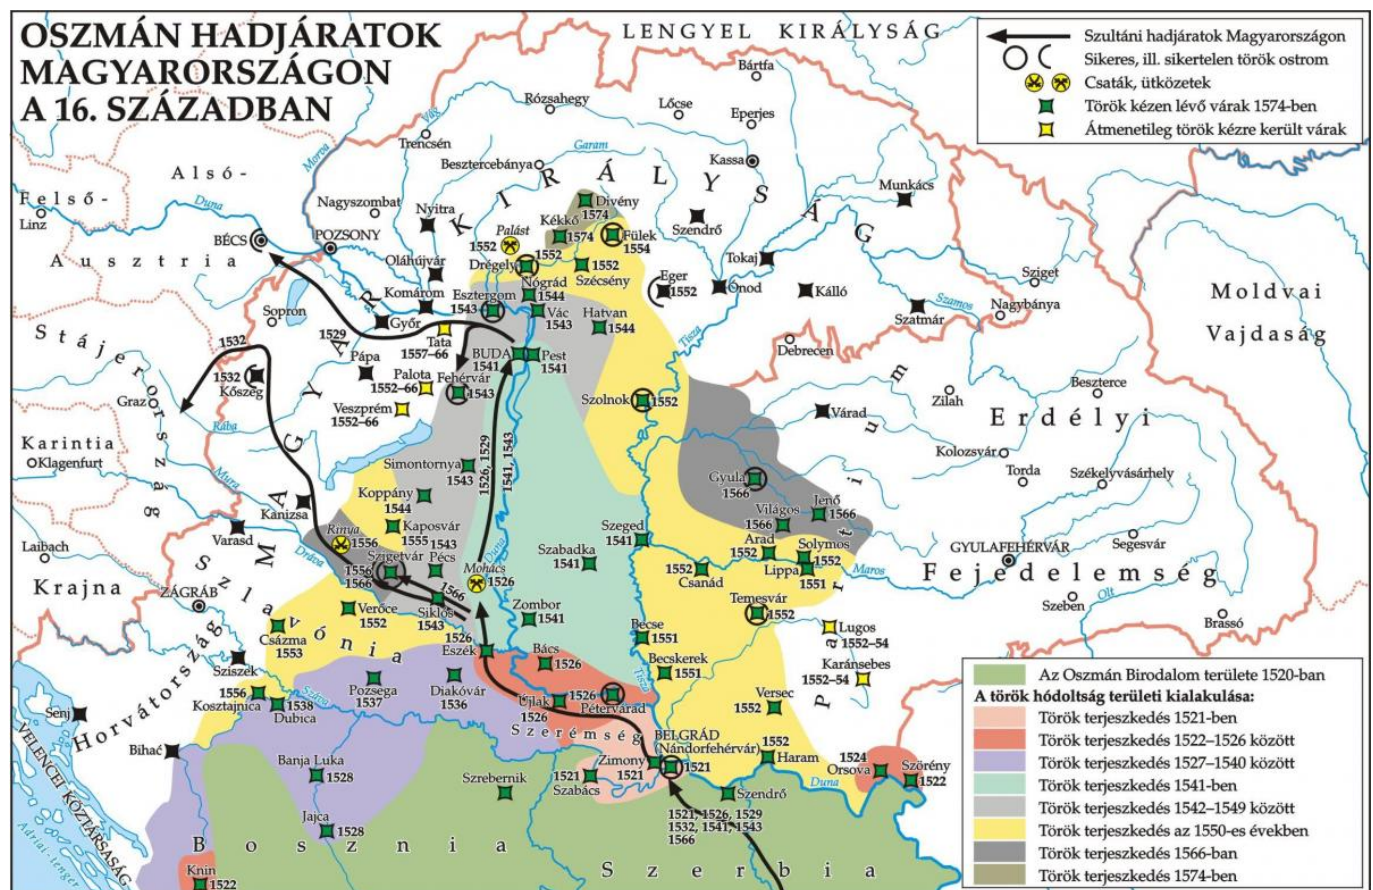 OSZMÁN HADJÁRATOK
MAGYARORSZÁGON
A 16. SZÁZADBAN
LENGYEL KIRÁLYSÁG
Szultáni hadjáratok Magyarországon
Sikeres, ill. sikertelen török ostrom
Csaták, ütközetek
Török kézen lévő várak 1574-ben
Átmenetileg török kézre került várak
Bártfa
Rózsahegy
Lőcse
Eperjes
Vág
Trencsén
Morva
Besztercebánya
Garam
Kassa
Alsó-
Felső-
Ausztria
Linz
Duna
BÉCS
Nagyszombat
POZSONY
Nyitra
MAGYAR KIRÁLYSÁG
Divény
1574
Kékkő
1574
Palást
1552
Fülek
1554
Szendrő
Munkács
Drégely
1552
Szécsény
1552
Oláhújvár
Komárom
Esztergom
1543
Nógrád
1544
Vác
1543
Hatvan
1544
Eger
1552
Tokaj
Ónod
Kálló
Szatmár
Szamos
Sziget
Nagybánya
Moldvai
Vajdaság
Sopron
Győr
1529
Tata
1557–66
Stájerország
1532
1532
Kőszeg
Graz
Pápa
Palota
1552–66
Veszprém
1552–66
Fehérvár
1543
BUDA
1541
Pest
1541
Tisza
Debrecen
Szolnok
1552
Várad
Zilah
Beszterce
Erdélyi
Fejedelemség
Kolozsvár
Torda
Székelyvásárhely
Partium
Karintia
Klagenfurt
Rába
Mura
Simontornya
1543
1526, 1529
1541, 1543
Koppány
1544
Kaposvár
1555
Gyula
1566
Jenő
1566
Világos
1566
Kanizsa
Varasd
Laibach
Krajna
Dráva
Rinya
1556
Szigetvár
1556
1566
1543
Pécs
Mohács
1526
Duna
Szabadka
1541
Szeged
1541
Arad
1552
Solymos
1552
Lippa
1551
Maros
Csanád
1552
GYULAFEHÉRVÁR
Segesvár
Szeben
Olt
Brassó
ZÁGRÁB
Szlavónia
Verőce
1552
1566
Siklós
1543
1526
Eszék
Zombor
1541
Temesvár
1552
Lugos
1552–54
Karánsebes
1552–54
Csázma
1553
Horvátország
Sziszek
1556
Kosztajnica
1538
Dubica
Száva
Pozsega
1537
Diakóvár
1536
Bács
1526
Becse
1551
Becskerek
1551
Tisza
Versec
1552
Újlak
1526
1526
Pétervárad
Szerémség
Senj
Bihać
VELENCEI KÖZTÁRSASÁG
Adriai-tenger
Banja Luka
1528
Jajca
1528
Szrebernik
1521
Szabács
Zimony
1521
BELGRÁD
(Nándorfehérvár)
1521
1552
Haram
Szendrő
Duna
1524
Orsova
Szörény
1522
1521, 1526, 1529
1532, 1541, 1543
1566
Bosznia
Szerbia
Knin
1522
Az Oszmán Birodalom területe 1520-ban
A török hódoltság területi kialakulása:
Török terjeszkedés 1521-ben
Török terjeszkedés 1522–1526 között
Török terjeszkedés 1527–1540 között
Török terjeszkedés 1541-ben
Török terjeszkedés 1542–1549 között
Török terjeszkedés az 1550-es években
Török terjeszkedés 1566-ban
Török terjeszkedés 1574-ben